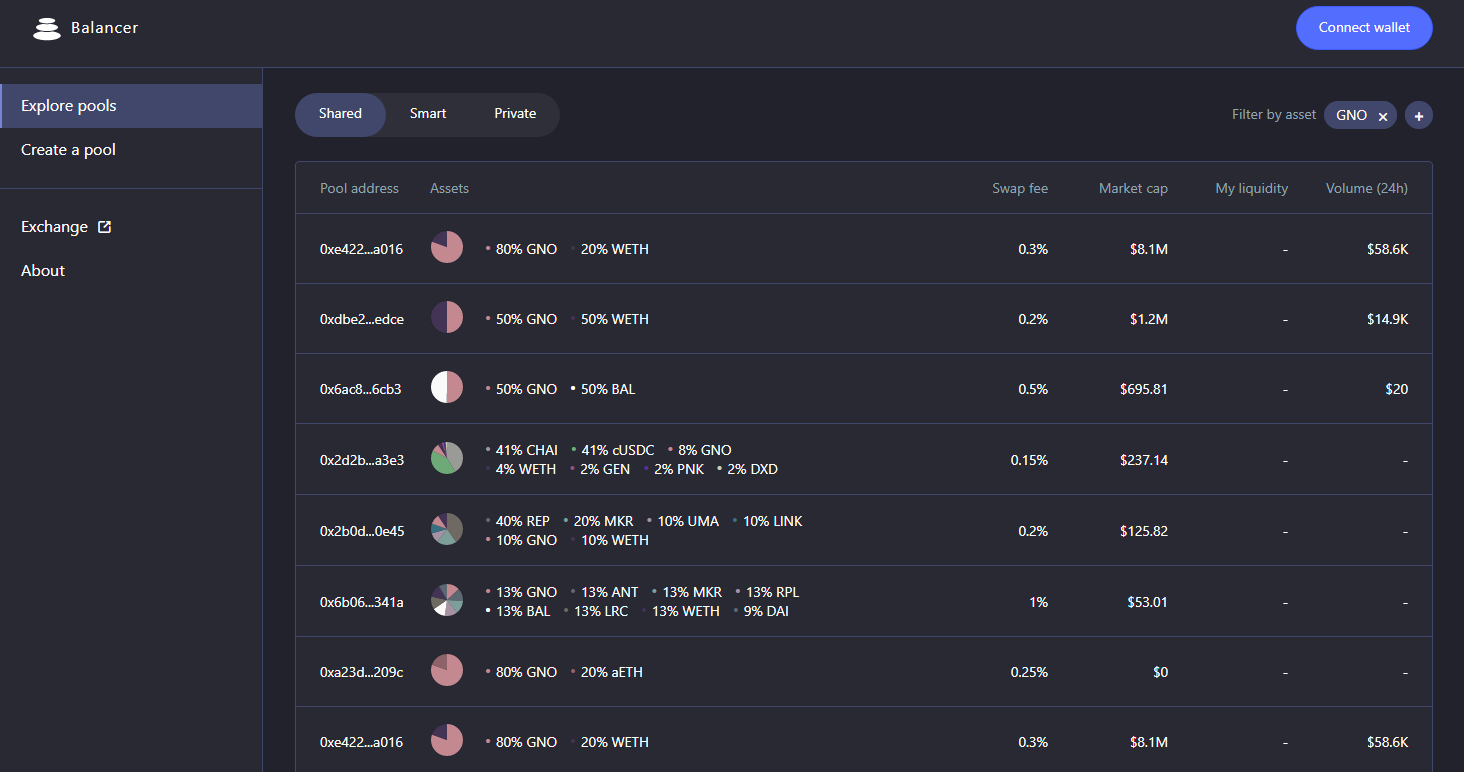 Balancer
Connect wallet
Explore pools
Create a pool
Exchange
About
Shared Smart Private
Filter by asset GNO × +
Pool address Assets Swap fee Market cap My liquidity Volume (24h)
0xe422...a016 • 80% GNO • 20% WETH 0.3% $8.1M - $58.6K
0xdbe2...edce • 50% GNO • 50% WETH 0.2% $1.2M - $14.9K
0x6ac8...6cb3 • 50% GNO • 50% BAL 0.5% $695.81 - $20
• 41% CHAI • 41% cUSDC • 8% GNO
0x2d2b...a3e3 0.15% $237.14 - -
• 4% WETH • 2% GEN • 2% PNK • 2% DXD
• 40% REP • 20% MKR • 10% UMA • 10% LINK
0x2b0d...0e45 0.2% $125.82 - -
• 10% GNO • 10% WETH
• 13% GNO • 13% ANT • 13% MKR • 13% RPL
0x6b06...341a 1% $53.01 - -
• 13% BAL • 13% LRC • 13% WETH • 9% DAI
0xa23d...209c • 80% GNO • 20% aETH 0.25% $0 - -
0xe422...a016 • 80% GNO • 20% WETH 0.3% $8.1M - $58.6K